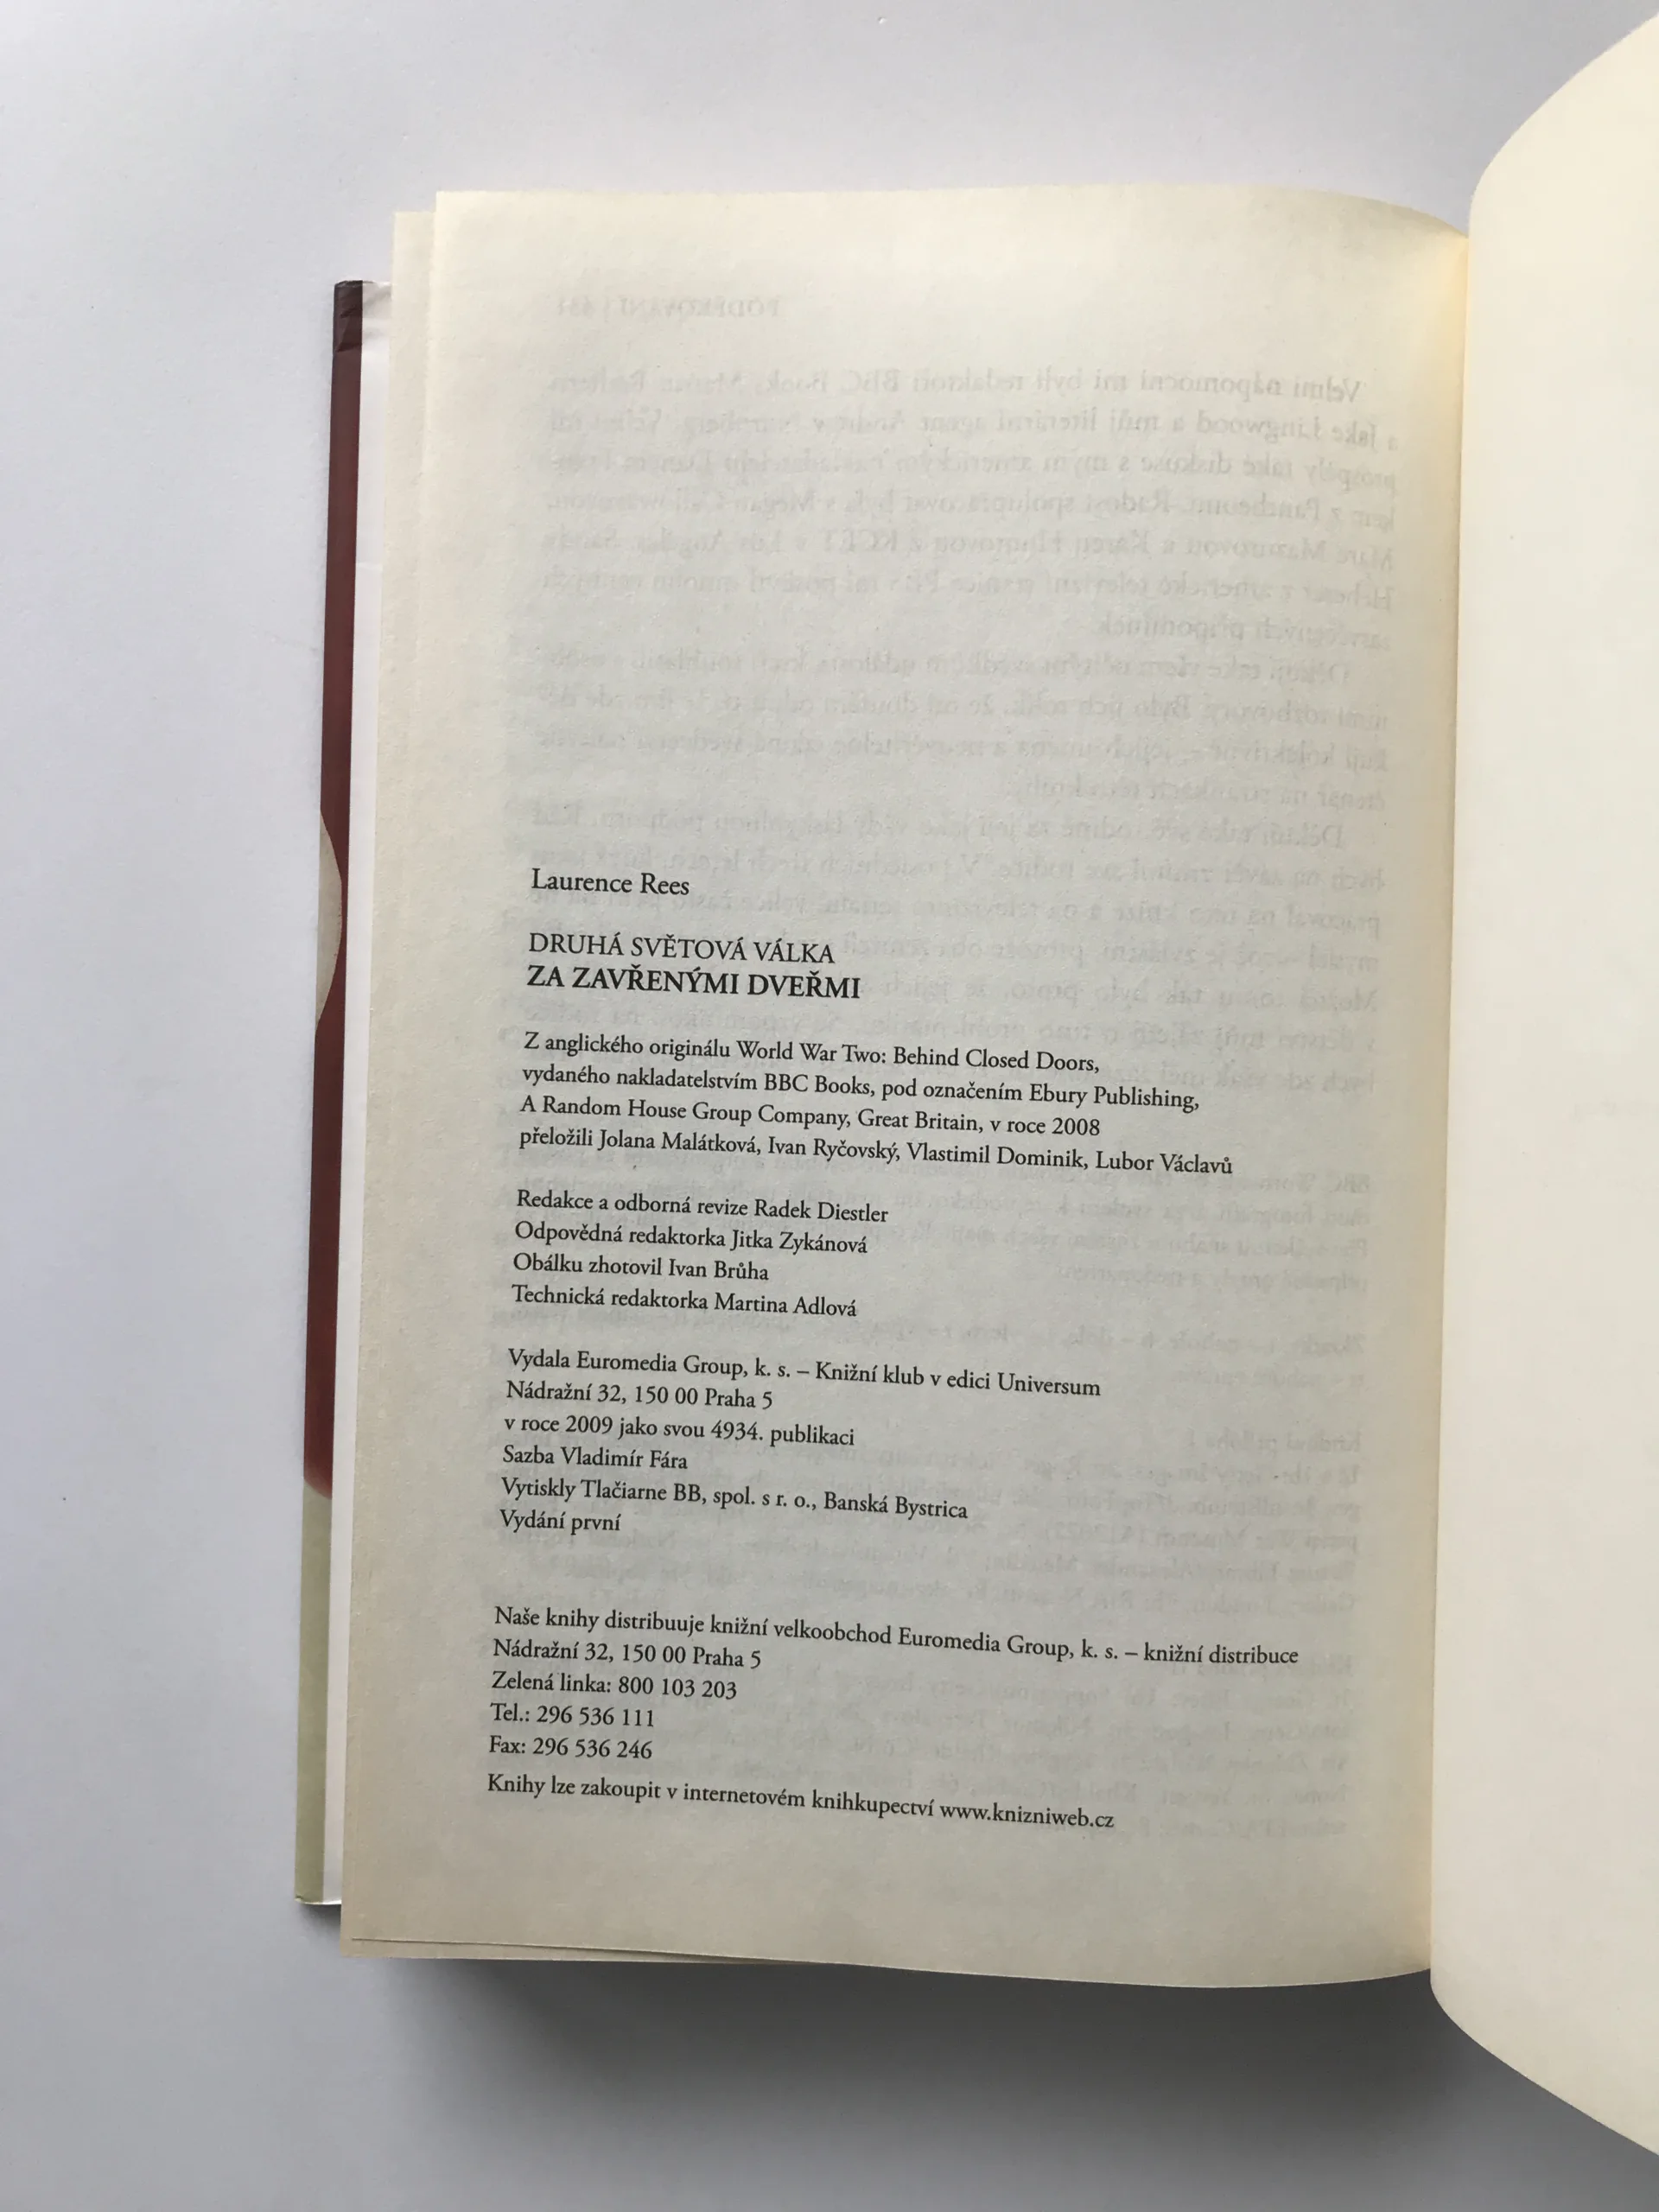 Laurence Rees
DRUHÁ SVĚTOVÁ VÁLKA
ZA ZAVŘENÝMI DVEŘMI
Z anglického originálu World War Two: Behind Closed Doors,
vydaného nakladatelstvím BBC Books, pod označením Ebury Publishing,
A Random House Group Company, Great Britain, v roce 2008
přeložili Jolana Malátková, Ivan Ryčovský, Vlastimil Dominik, Lubor Václavů
Redakce a odborná revize Radek Diestler
Odpovědná redaktorka Jitka Zykánová
Obálku zhotovil Ivan Brůha
Technická redaktorka Martina Adlová
Vydala Euromedia Group, k. s. – Knižní klub v edici Universum
Nádražní 32, 150 00 Praha 5
v roce 2009 jako svou 4934. publikaci
Sazba Vladimír Fára
Vytiskly Tlačiarne BB, spol. s r. o., Banská Bystrica
Vydání první
Naše knihy distribuuje knižní velkoobchod Euromedia Group, k. s. – knižní distribuce
Nádražní 32, 150 00 Praha 5
Zelená linka: 800 103 203
Tel.: 296 536 111
Fax: 296 536 246
Knihy lze zakoupit v internetovém knihkupectví www.knizniweb.cz